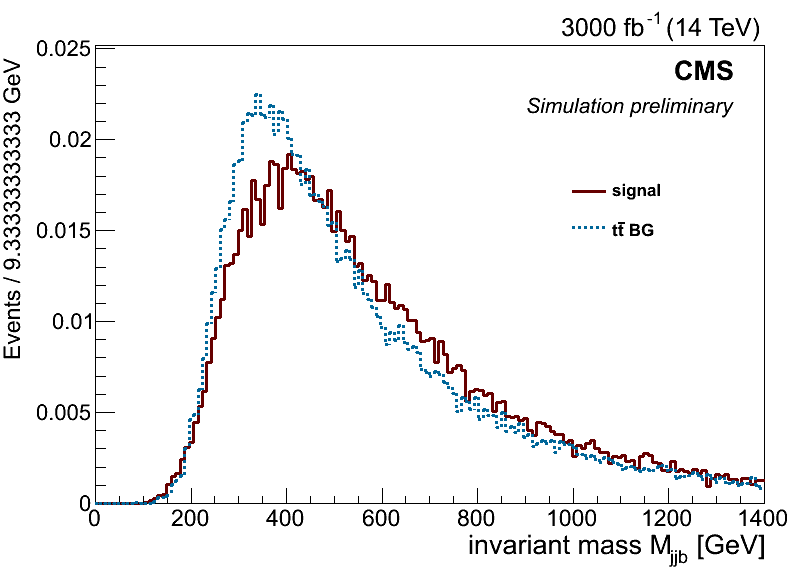 3000 fb⁻¹ (14 TeV)
CMS
Simulation preliminary
signal
tt̄ BG
Events / 9.33333333333 GeV
0.025
0.02
0.015
0.01
0.005
0
0 200 400 600 800 1000 1200 1400
invariant mass M_jjb [GeV]